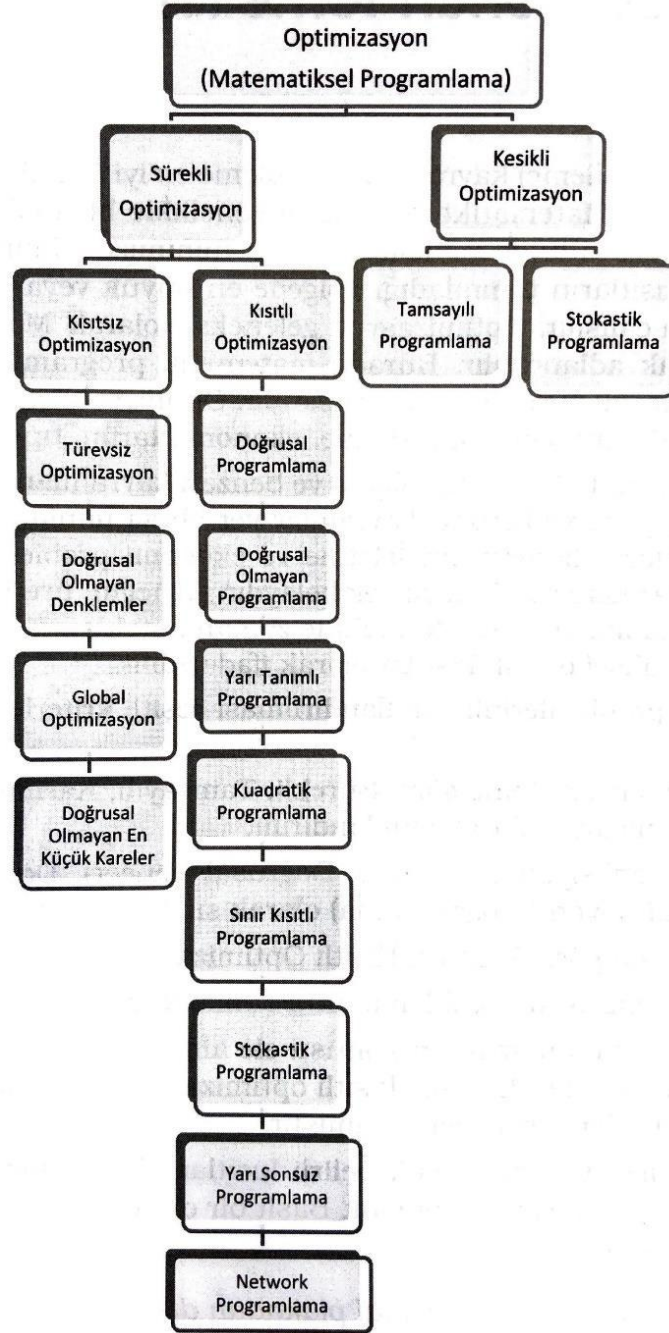 Optimizasyon
(Matematiksel Programlama)
Sürekli
Optimizasyon
Kesikli
Optimizasyon
Kısıtsız
Optimizasyon
Kısıtlı
Optimizasyon
Tamsayılı
Programlama
Stokastik
Programlama
Türevsiz
Optimizasyon
Doğrusal
Olmayan
Denklemler
Global
Optimizasyon
Doğrusal
Olmayan En
Küçük Kareler
Doğrusal
Programlama
Doğrusal
Olmayan
Programlama
Yarı Tanımlı
Programlama
Kuadratik
Programlama
Sınır Kısıtlı
Programlama
Stokastik
Programlama
Yarı Sonsuz
Programlama
Network
Programlama